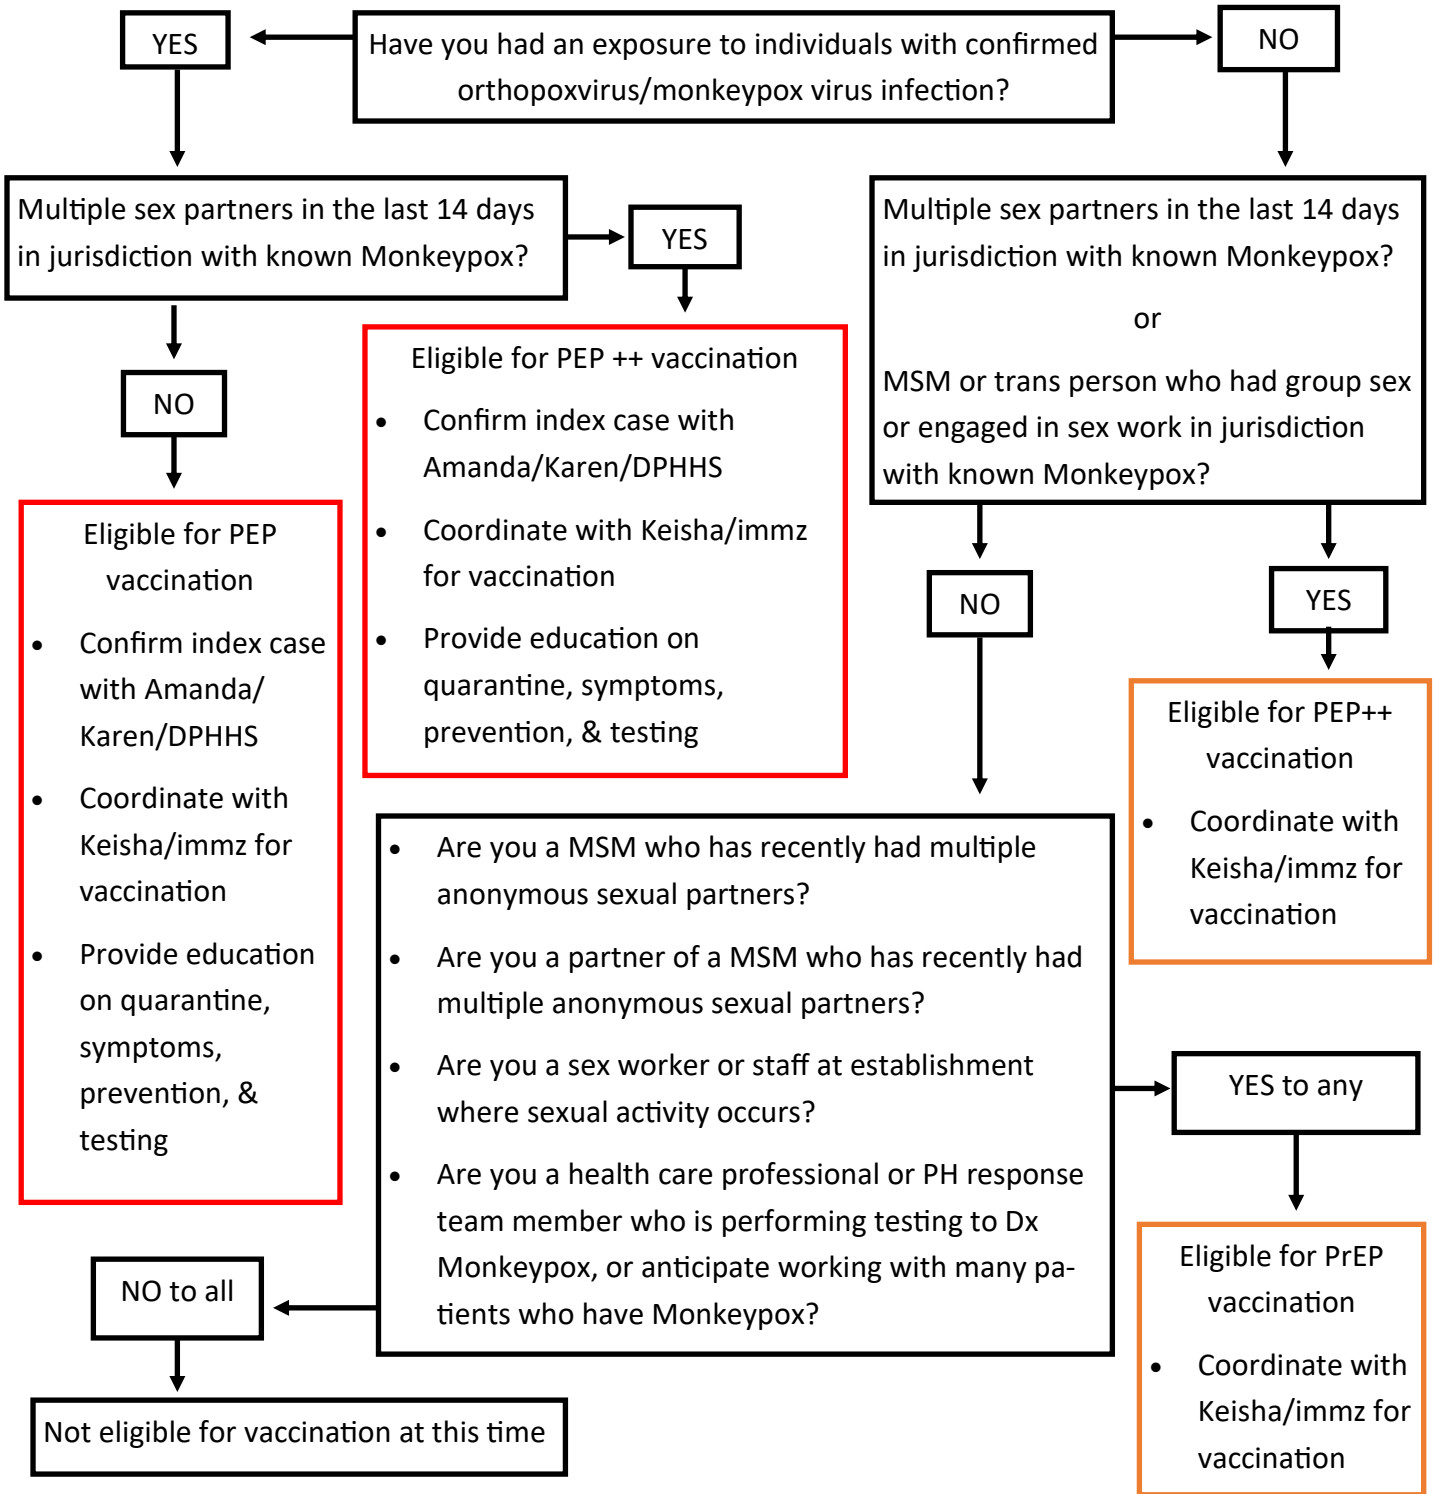 YES
Have you had an exposure to individuals with confirmed
orthopoxvirus/monkeypox virus infection?
NO
Multiple sex partners in the last 14 days
in jurisdiction with known Monkeypox?
YES
NO
Eligible for PEP
vaccination
• Confirm index case
with Amanda/
Karen/DPHHS
• Coordinate with
Keisha/immz for
vaccination
• Provide education
on quarantine,
symptoms,
prevention, &
testing
Eligible for PEP ++ vaccination
• Confirm index case with
Amanda/Karen/DPHHS
• Coordinate with Keisha/immz
for vaccination
• Provide education on
quarantine, symptoms,
prevention, & testing
Multiple sex partners in the last 14 days
in jurisdiction with known Monkeypox?
or
MSM or trans person who had group sex
or engaged in sex work in jurisdiction
with known Monkeypox?
NO
YES
Eligible for PEP++
vaccination
• Coordinate with
Keisha/immz for
vaccination
• Are you a MSM who has recently had multiple
anonymous sexual partners?
• Are you a partner of a MSM who has recently had
multiple anonymous sexual partners?
• Are you a sex worker or staff at establishment
where sexual activity occurs?
• Are you a health care professional or PH response
team member who is performing testing to Dx
Monkeypox, or anticipate working with many pa-
tients who have Monkeypox?
YES to any
Eligible for PrEP
vaccination
• Coordinate with
Keisha/immz for
vaccination
NO to all
Not eligible for vaccination at this time